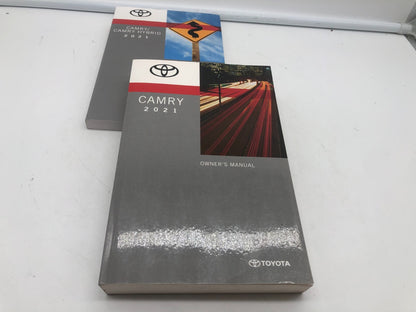 CAMRY/
CAMRY HYBRID
2021
CAMRY
2021
OWNER'S MANUAL
TOYOTA